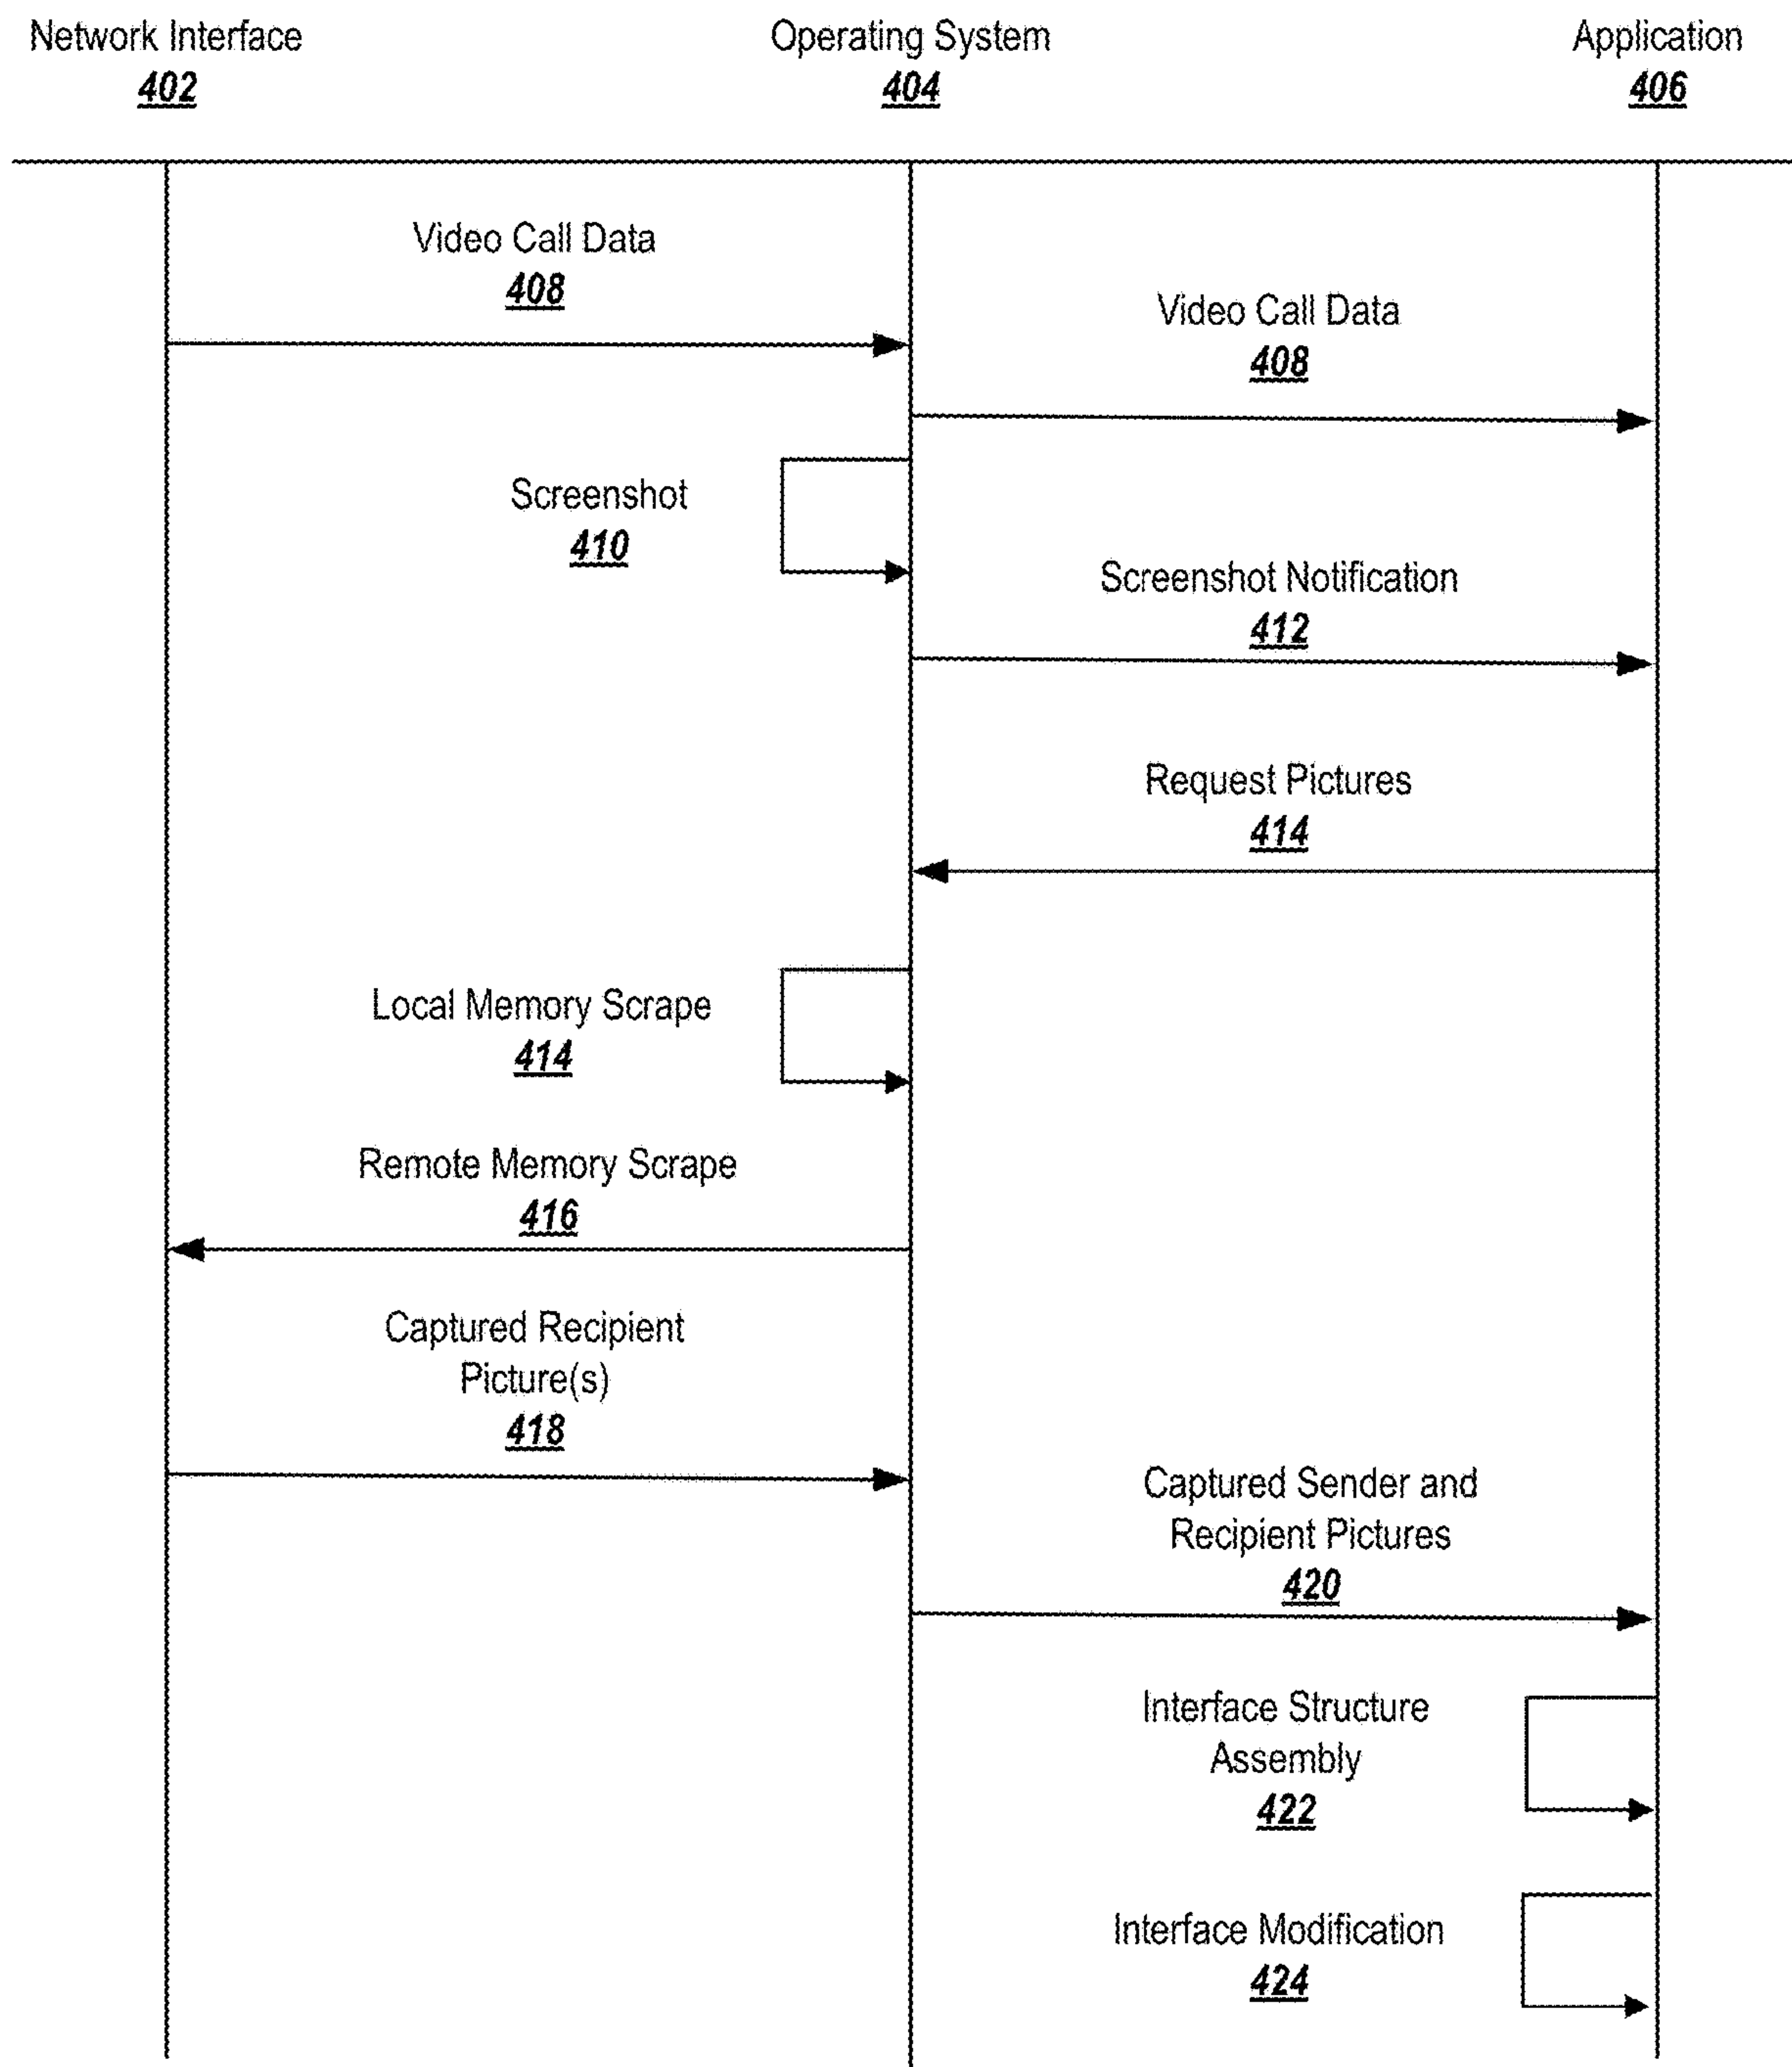 Network Interface
402
Operating System
404
Application
406
Video Call Data
408
Video Call Data
408
Screenshot
410
Screenshot Notification
412
Request Pictures
414
Local Memory Scrape
414
Remote Memory Scrape
416
Captured Recipient
Picture(s)
418
Captured Sender and
Recipient Pictures
420
Interface Structure
Assembly
422
Interface Modification
424